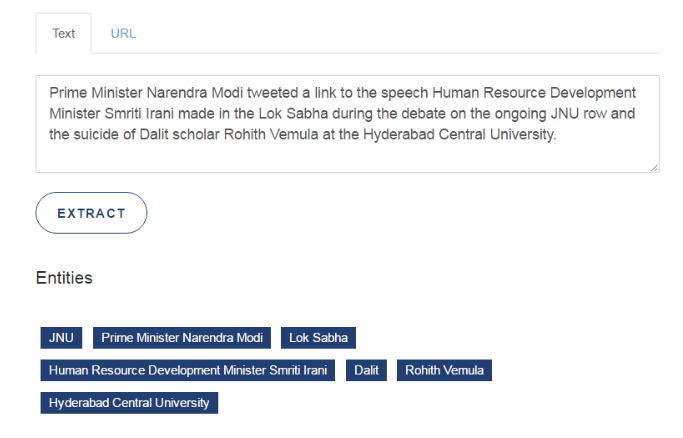 Text URL
Prime Minister Narendra Modi tweeted a link to the speech Human Resource Development
Minister Smriti Irani made in the Lok Sabha during the debate on the ongoing JNU row and
the suicide of Dalit scholar Rohith Vemula at the Hyderabad Central University.
EXTRACT
Entities
JNU Prime Minister Narendra Modi Lok Sabha
Human Resource Development Minister Smriti Irani Dalit Rohith Vemula
Hyderabad Central University